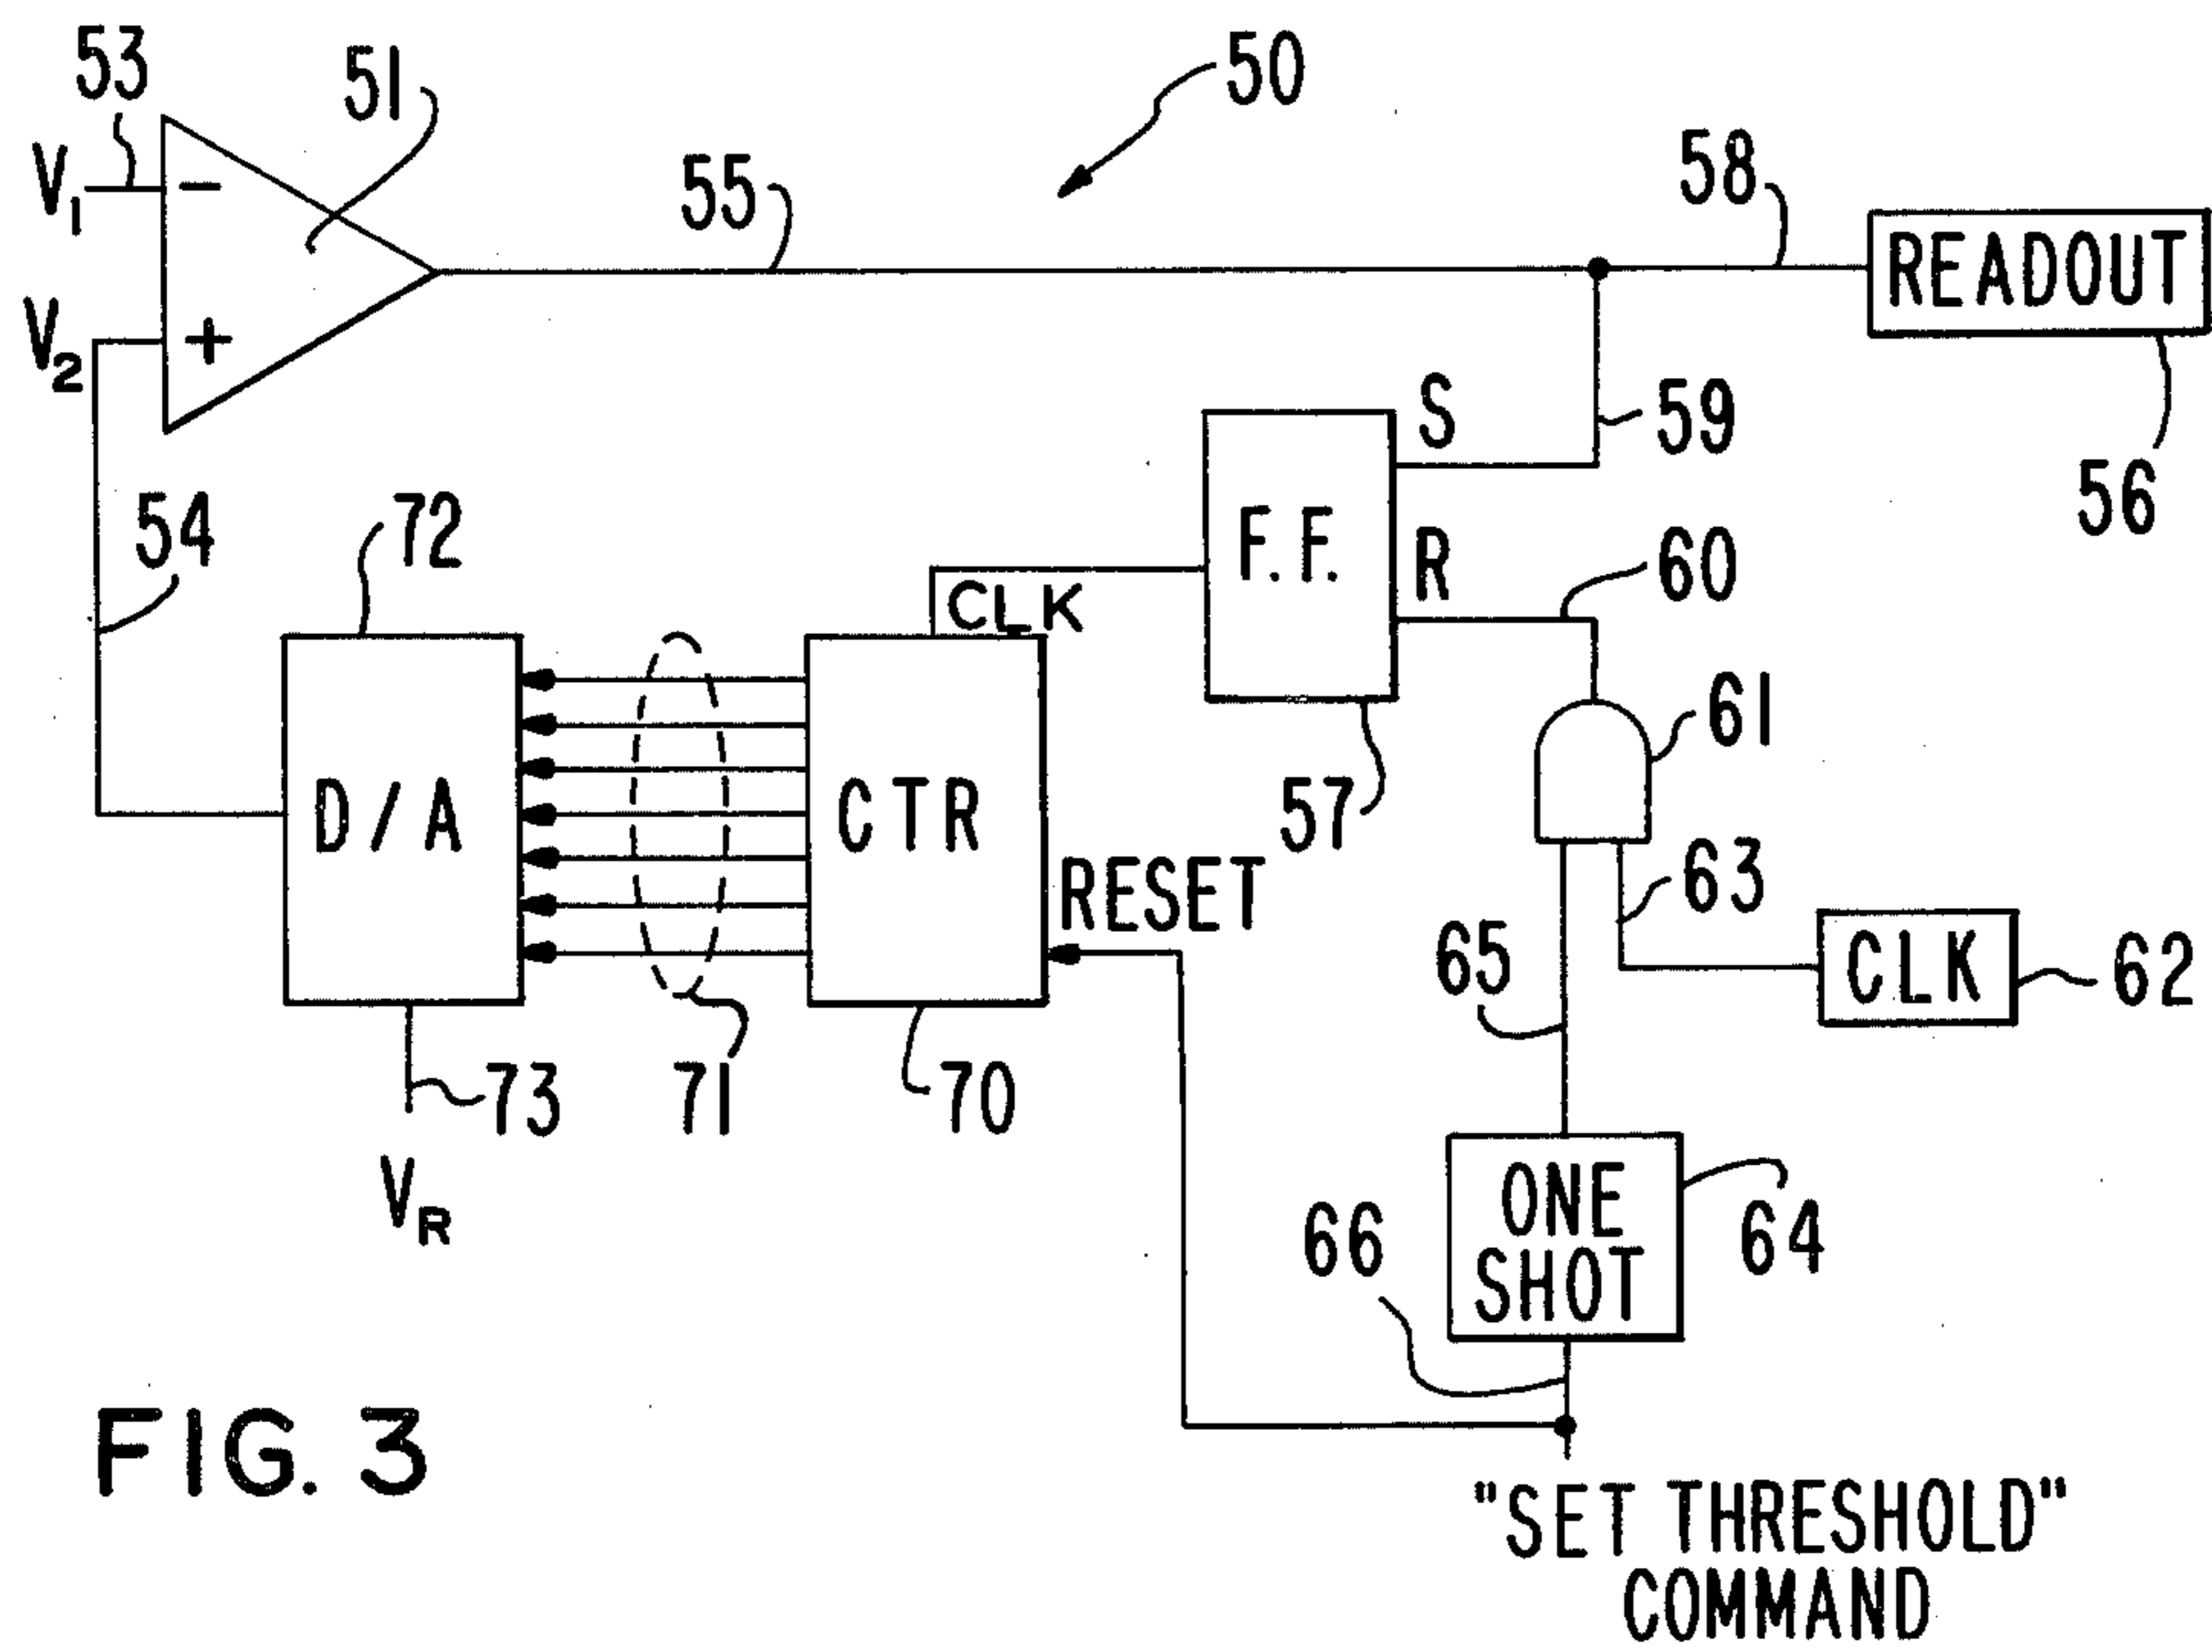 53
51
50
V1
-
55
58
READOUT
V2
+
S
59
56
54
72
F.F.
R
60
CLK
61
D/A
CTR
57
63
RESET
65
CLK
62
73
71
70
VR
66
ONE
SHOT
64
FIG. 3
"SET THRESHOLD"
COMMAND